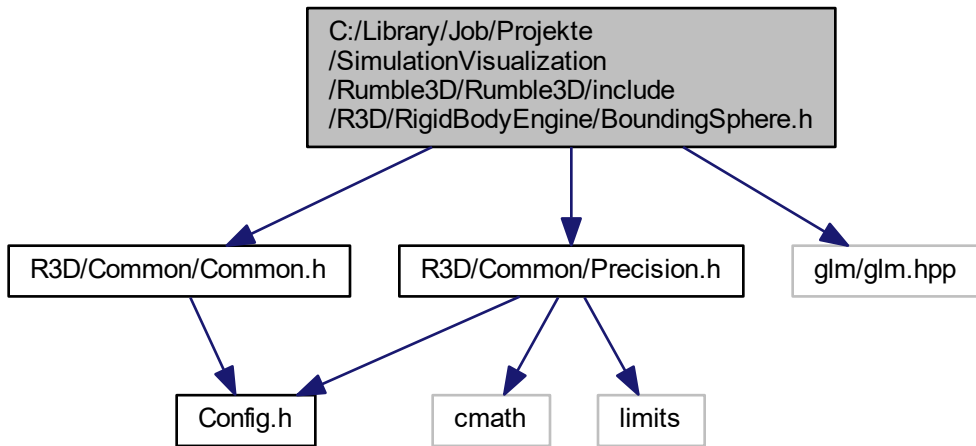 C:/Library/Job/Projekte
/SimulationVisualization
/Rumble3D/Rumble3D/include
/R3D/RigidBodyEngine/BoundingSphere.h
R3D/Common/Common.h
R3D/Common/Precision.h
glm/glm.hpp
Config.h
cmath
limits